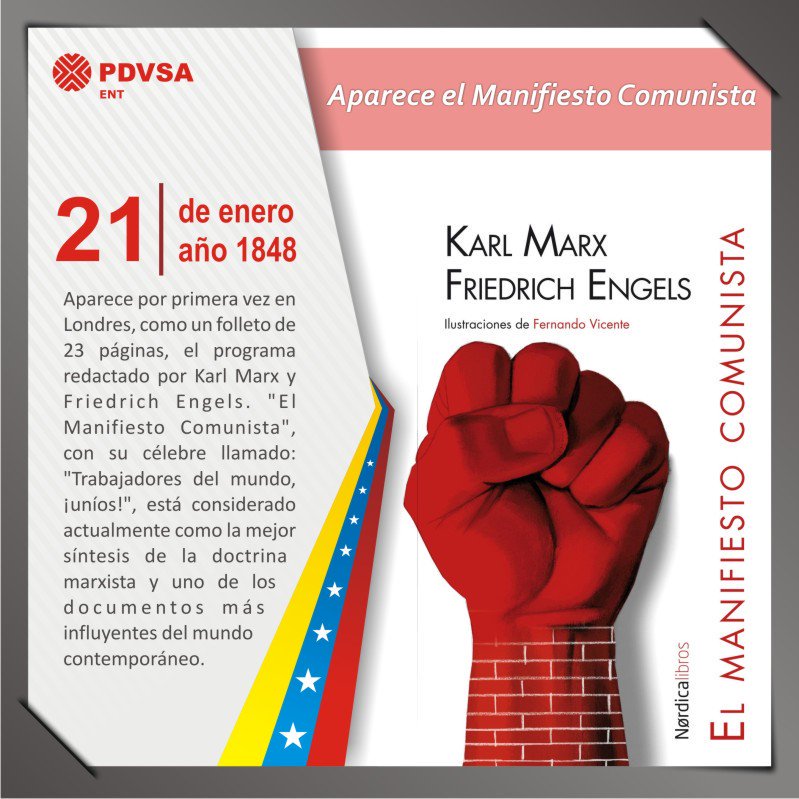 PDVSA
ENT
Aparece el Manifiesto Comunista
21
de enero
año 1848
Aparece por primera vez en
Londres, como un folleto de
23 páginas, el programa
redactado por Karl Marx y
Friedrich Engels. "El
Manifiesto Comunista",
con su célebre llamado:
"Trabajadores del mundo,
¡uníos!", está considerado
actualmente como la mejor
síntesis de la doctrina
marxista y uno de los
documentos más
influyentes del mundo
contemporáneo.
KARL MARX
FRIEDRICH ENGELS
Ilustraciones de Fernando Vicente
EL MANIFIESTO COMUNISTA
Nørdicalibros